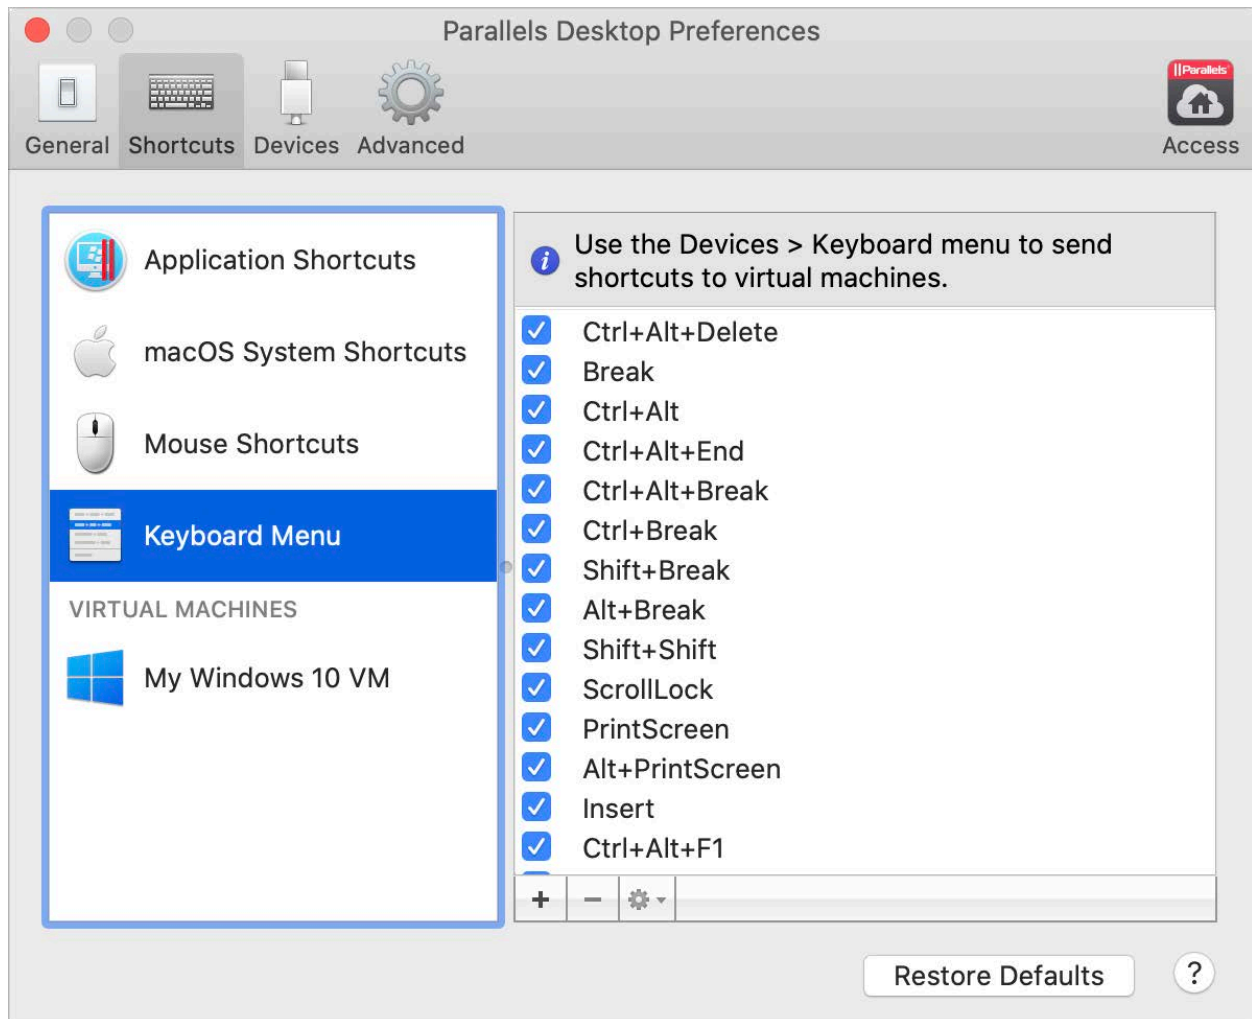 Parallels Desktop Preferences
General
Shortcuts
Devices
Advanced
||Parallels
Access
Application Shortcuts
macOS System Shortcuts
Mouse Shortcuts
Keyboard Menu
VIRTUAL MACHINES
My Windows 10 VM
Use the Devices > Keyboard menu to send
shortcuts to virtual machines.
Ctrl+Alt+Delete
Break
Ctrl+Alt
Ctrl+Alt+End
Ctrl+Alt+Break
Ctrl+Break
Shift+Break
Alt+Break
Shift+Shift
ScrollLock
PrintScreen
Alt+PrintScreen
Insert
Ctrl+Alt+F1
+ −
Restore Defaults
?